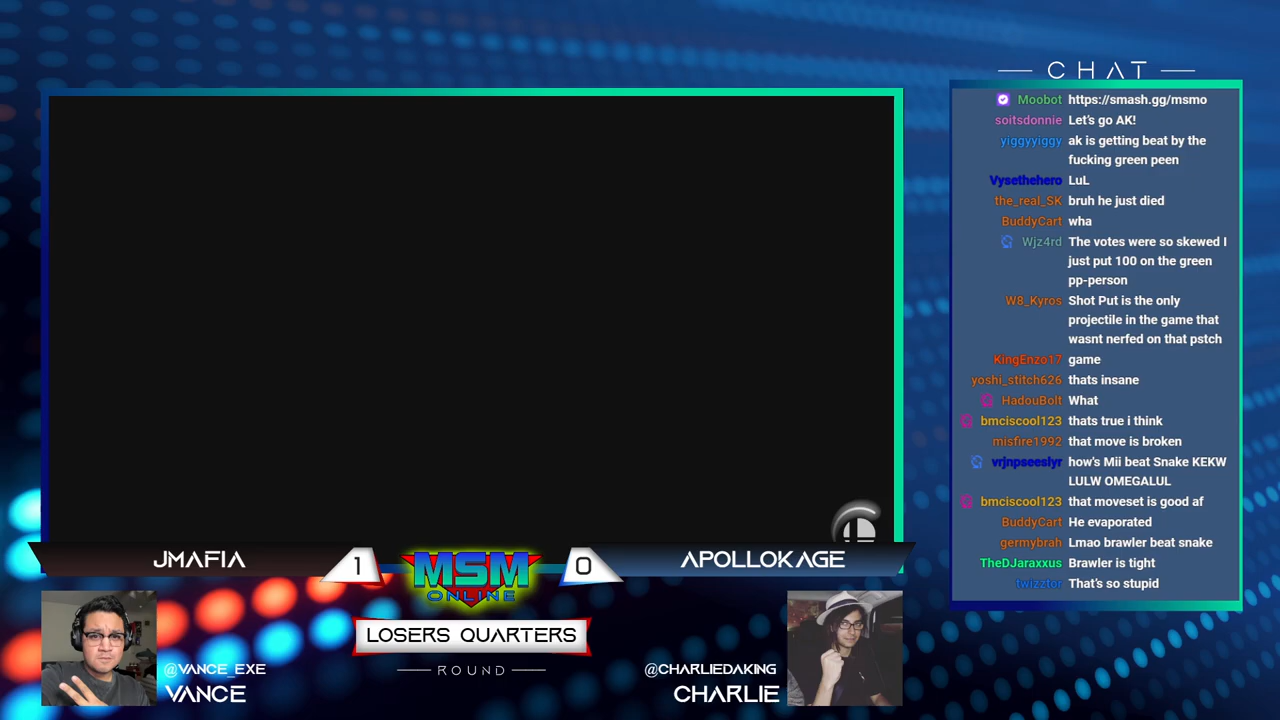 CHAT
Moobot https://smash.gg/msmo
soitsdonnie Let's go AK!
yiggyyiggy ak is getting beat by the
fucking green peen
Vysethehero LuL
the_real_SK bruh he just died
BuddyCart wha
Wjz4rd The votes were so skewed I
just put 100 on the green
pp-person
W8_Kyros Shot Put is the only
projectile in the game that
wasnt nerfed on that pstch
KingEnzo17 game
yoshi_stitch626 thats insane
HadouBolt What
bmciscool123 thats true i think
misfire1992 that move is broken
vrjnpseeslyr how's Mii beat Snake KEKW
LULW OMEGALUL
bmciscool123 that moveset is good af
BuddyCart He evaporated
germybrah Lmao brawler beat snake
TheDJaraxxus Brawler is tight
twizztor That's so stupid
JMAFIA 1 MSM 0 APOLLOKAGE
ONLINE
LOSERS QUARTERS
ROUND
@VANCE_EXE
VANCE
@CHARLIEDAKING
CHARLIE